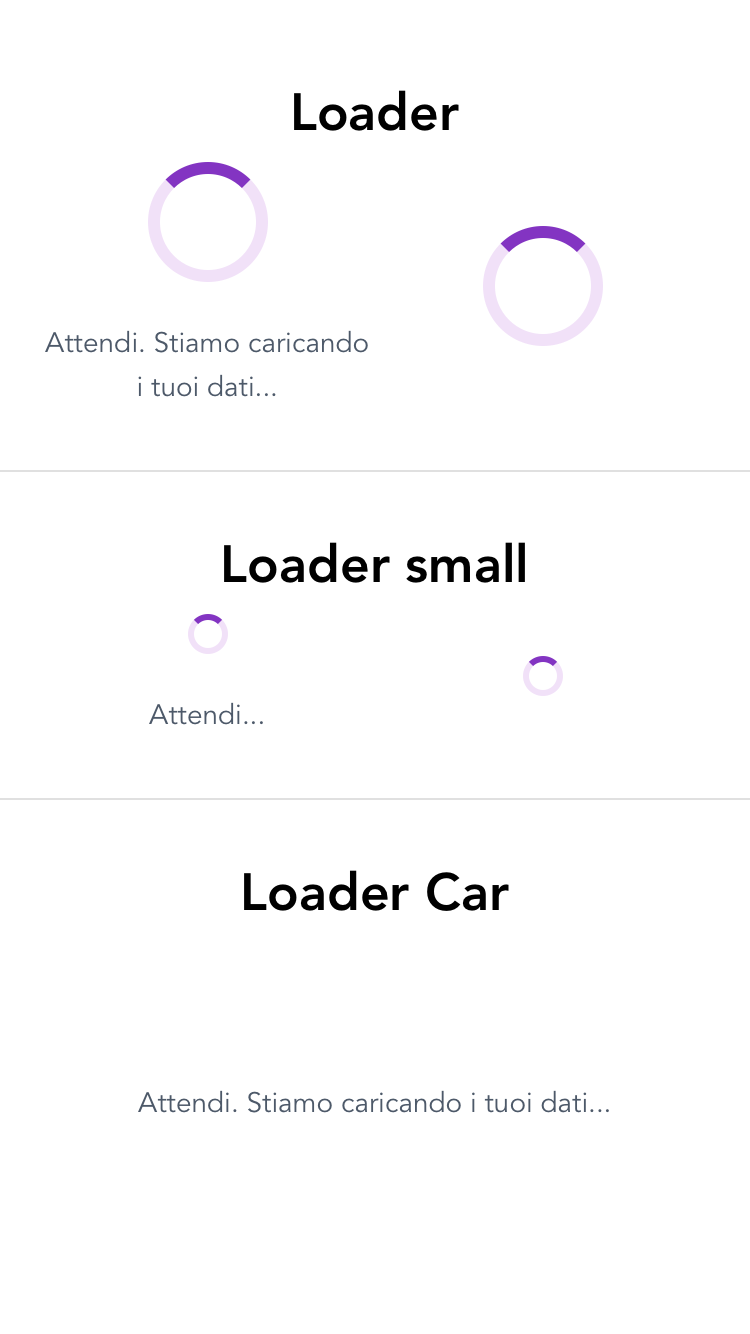 Loader
Attendi. Stiamo caricando
i tuoi dati...
Loader small
Attendi...
Loader Car
Attendi. Stiamo caricando i tuoi dati...